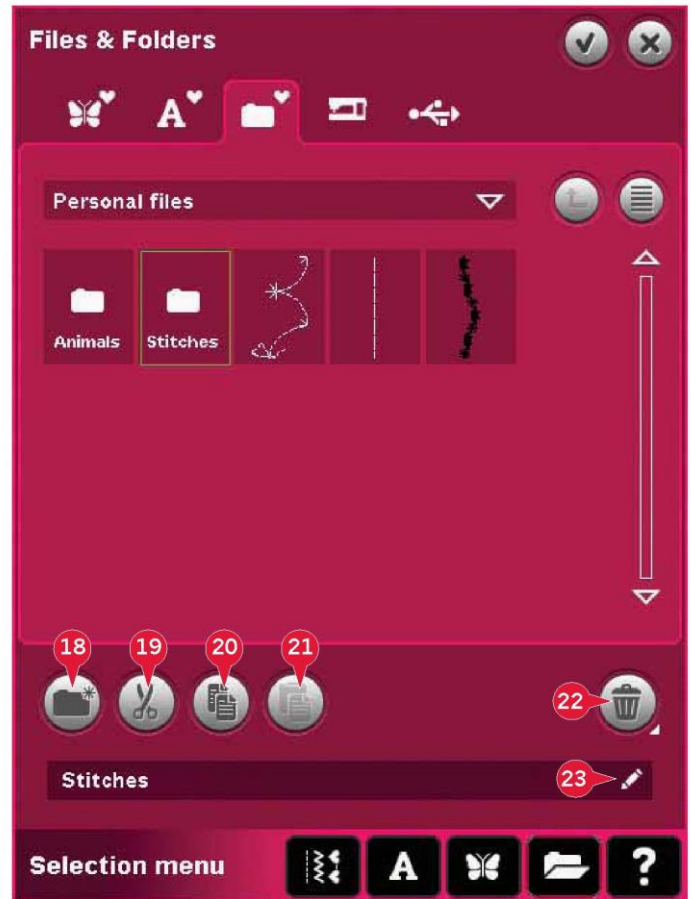 Files & Folders
A
Personal files
Animals Stitches
18 19 20 21
22
Stitches 23
Selection menu A ?